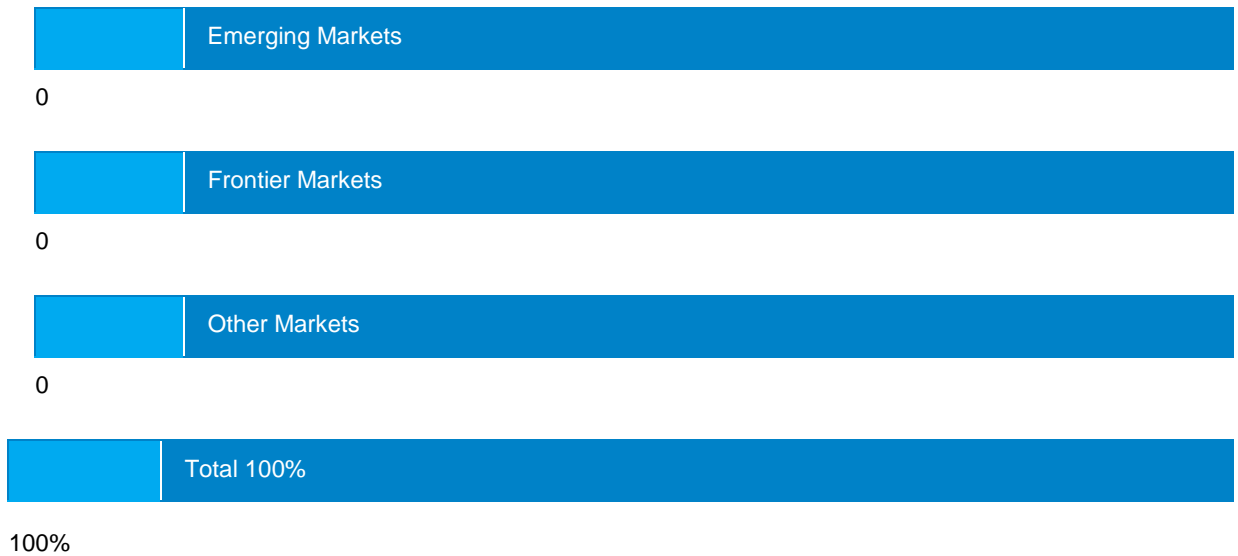 Emerging Markets
0
Frontier Markets
0
Other Markets
0
Total 100%
100%